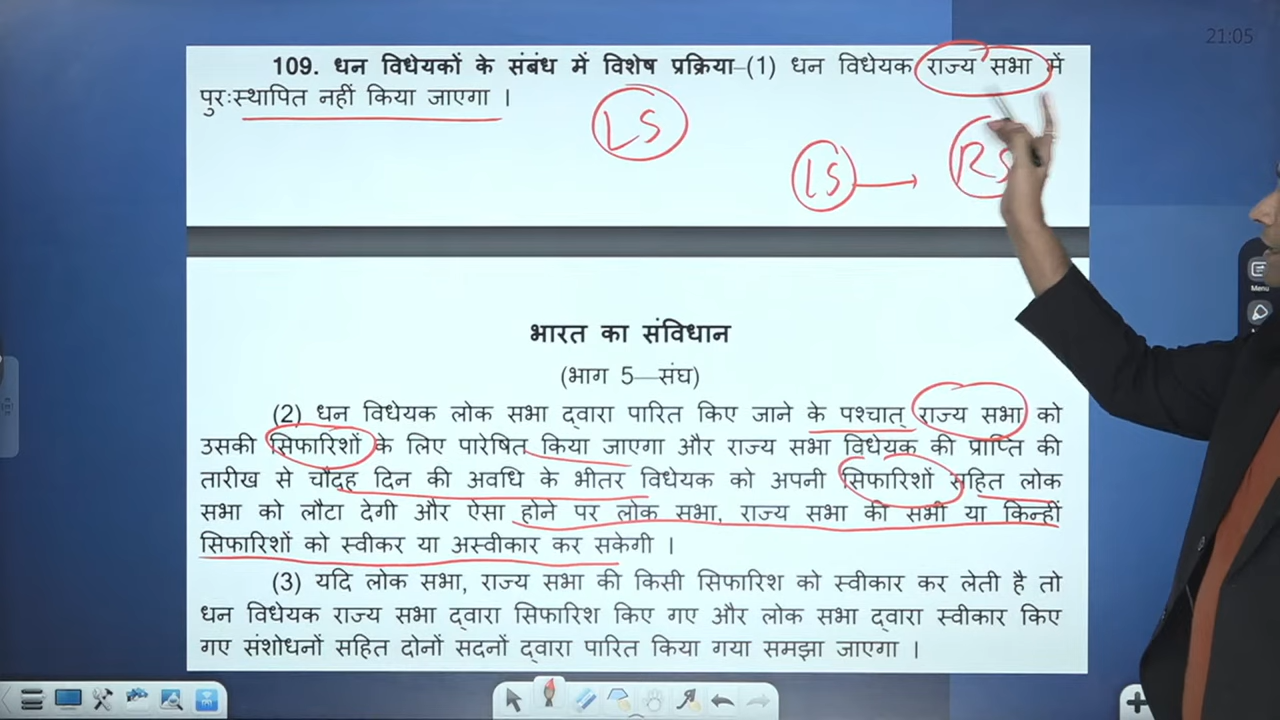 21:05
109. धन विधेयकों के संबंध में विशेष प्रक्रिया–(1) धन विधेयक राज्य सभा में
पुरःस्थापित नहीं किया जाएगा ।
LS
LS → RS
Menu
भारत का संविधान
(भाग 5—संघ)
(2) धन विधेयक लोक सभा द्वारा पारित किए जाने के पश्चात् राज्य सभा को
उसकी सिफारिशों के लिए पारेषित किया जाएगा और राज्य सभा विधेयक की प्राप्ति की
तारीख से चौदह दिन की अवधि के भीतर विधेयक को अपनी सिफारिशों सहित लोक
सभा को लौटा देगी और ऐसा होने पर लोक सभा, राज्य सभा की सभी या किन्हीं
सिफारिशों को स्वीकर या अस्वीकार कर सकेगी ।
(3) यदि लोक सभा, राज्य सभा की किसी सिफारिश को स्वीकार कर लेती है तो
धन विधेयक राज्य सभा द्वारा सिफारिश किए गए और लोक सभा द्वारा स्वीकार किए
गए संशोधनों सहित दोनों सदनों द्वारा पारित किया गया समझा जाएगा ।